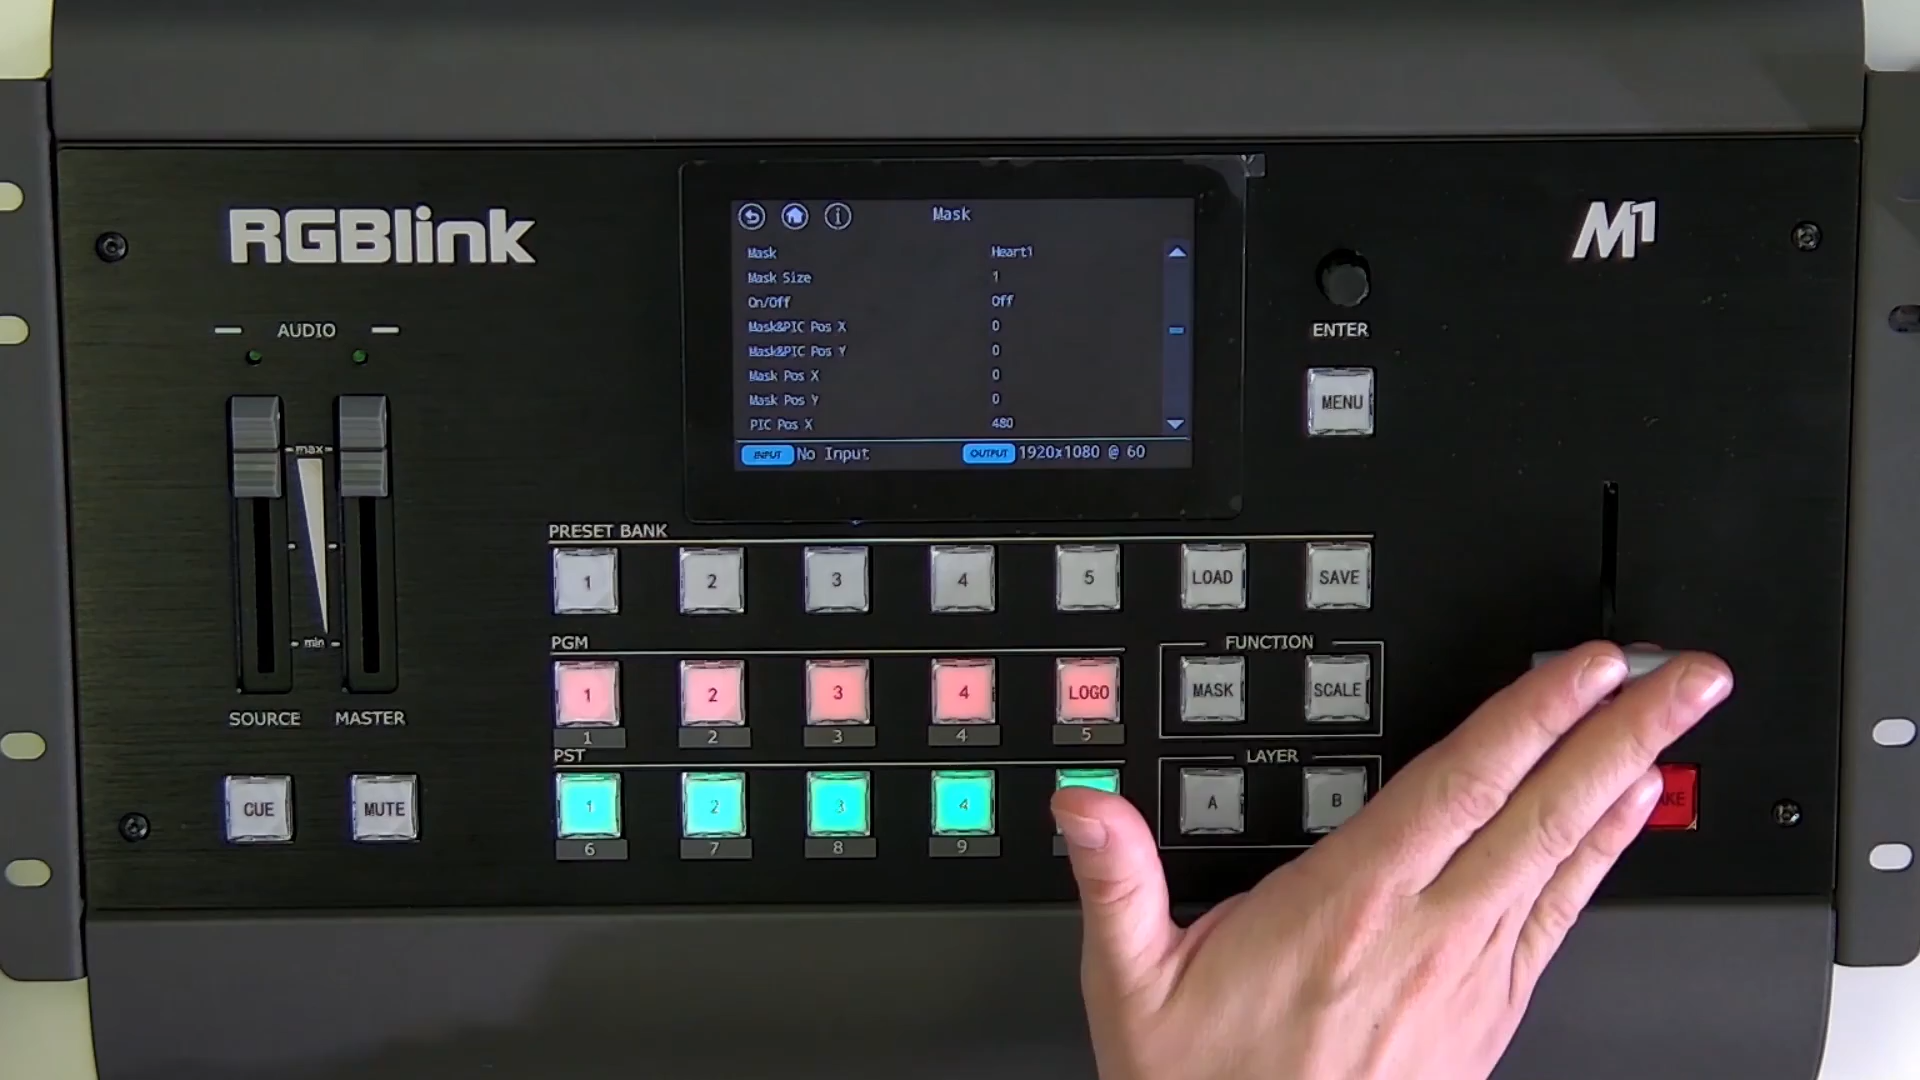 RGBlink
M1
Mask
Mask Heart1
Mask Size 1
On/Off Off
Mask&PIC Pos X 0
Mask&PIC Pos Y 0
Mask Pos X 0
Mask Pos Y 0
PIC Pos X 480
INPUT No Input OUTPUT 1920x1080 @ 60
ENTER
MENU
AUDIO
max
min
SOURCE MASTER
CUE MUTE
PRESET BANK
1 2 3 4 5 LOAD SAVE
PGM
1 2 3 4 LOGO
1 2 3 4 5
FUNCTION
MASK SCALE
PST
1 2 3 4
6 7 8 9
LAYER
A B